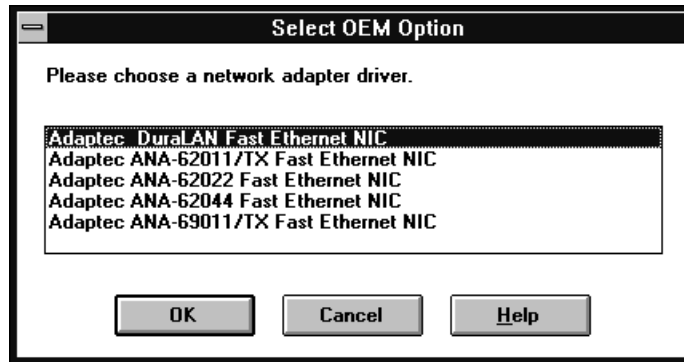 Select OEM Option
Please choose a network adapter driver.
Adaptec DuraLAN Fast Ethernet NIC
Adaptec ANA-62011/TX Fast Ethernet NIC
Adaptec ANA-62022 Fast Ethernet NIC
Adaptec ANA-62044 Fast Ethernet NIC
Adaptec ANA-69011/TX Fast Ethernet NIC
OK Cancel Help